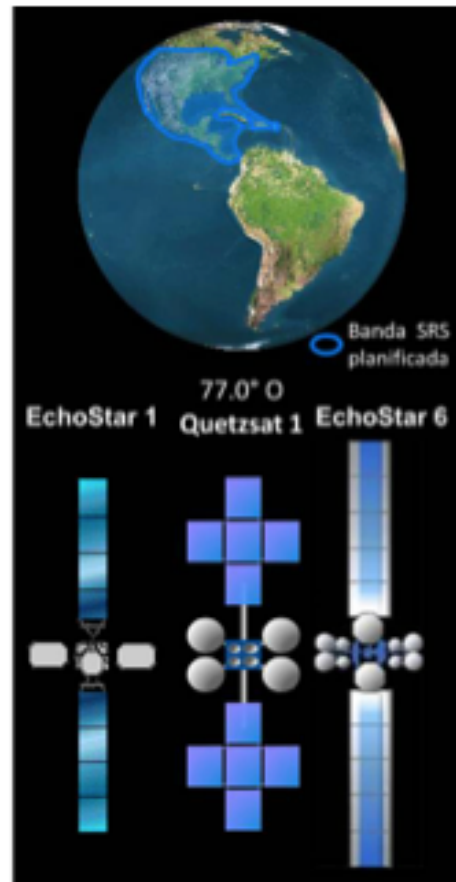 Banda SRS
planificada
77.0° O
EchoStar 1
Quetzsat 1
EchoStar 6